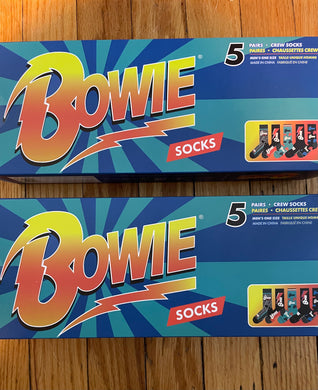 BOWIE®
SOCKS
5 PAIRS • CREW SOCKS
PAIRES • CHAUSSETTES CREW
MEN'S ONE SIZE TAILLE UNIQUE HOMME
MADE IN CHINA FABRIQUÉ EN CHINE
BOWIE®
SOCKS
5 PAIRS • CREW SOCKS
PAIRES • CHAUSSETTES CREW
MEN'S ONE SIZE TAILLE UNIQUE HOMME
MADE IN CHINA FABRIQUÉ EN CHINE